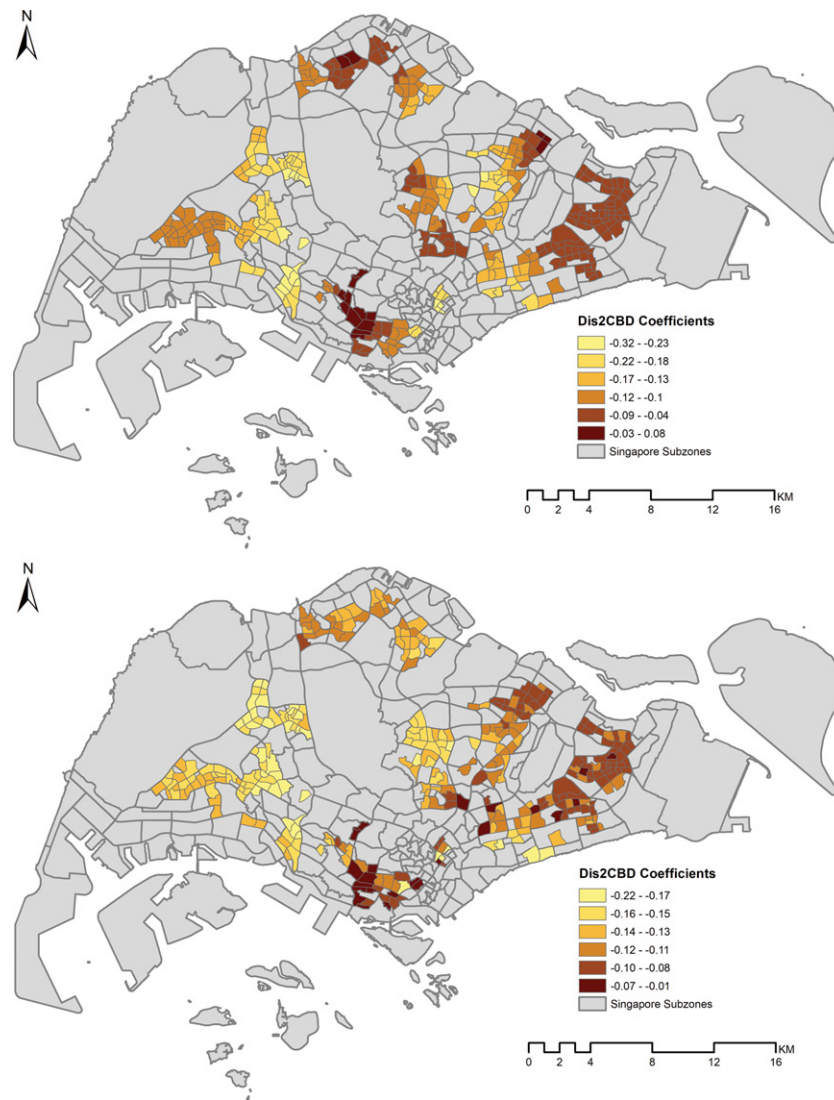 N
Dis2CBD Coefficients
-0.32 - -0.23
-0.22 - -0.18
-0.17 - -0.13
-0.12 - -0.1
-0.09 - -0.04
-0.03 - 0.08
Singapore Subzones
KM
0 2 4 8 12 16
N
Dis2CBD Coefficients
-0.22 - -0.17
-0.16 - -0.15
-0.14 - -0.13
-0.12 - -0.11
-0.10 - -0.08
-0.07 - -0.01
Singapore Subzones
KM
0 2 4 8 12 16